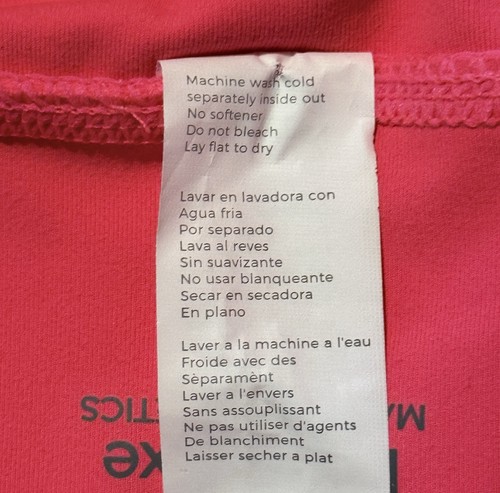 Machine wash cold
separately inside out
No softener
Do not bleach
Lay flat to dry
Lavar en lavadora con
Agua fria
Por separado
Lava al reves
Sin suavizante
No usar blanqueante
Secar en secadora
En plano
Laver a la machine a l'eau
Froide avec des
Sèparamènt
Laver a l'envers
Sans assouplissant
Ne pas utiliser d'agents
De blanchiment
Laisser secher a plat